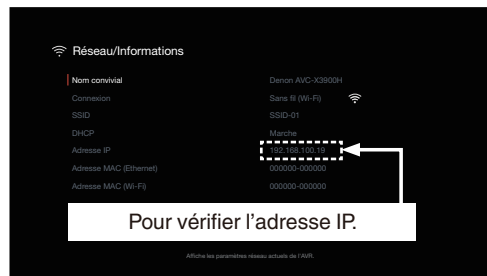 Réseau/Informations
Nom convivial Denon AVC-X3900H
Connexion Sans fil (Wi-Fi)
SSID SSID-01
DHCP Marche
Adresse IP 192.168.100.19
Adresse MAC (Ethernet) 000000-000000
Adresse MAC (Wi-Fi) 000000-000000
Pour vérifier l'adresse IP.
Affiche les paramètres réseau actuels de l'AVR.